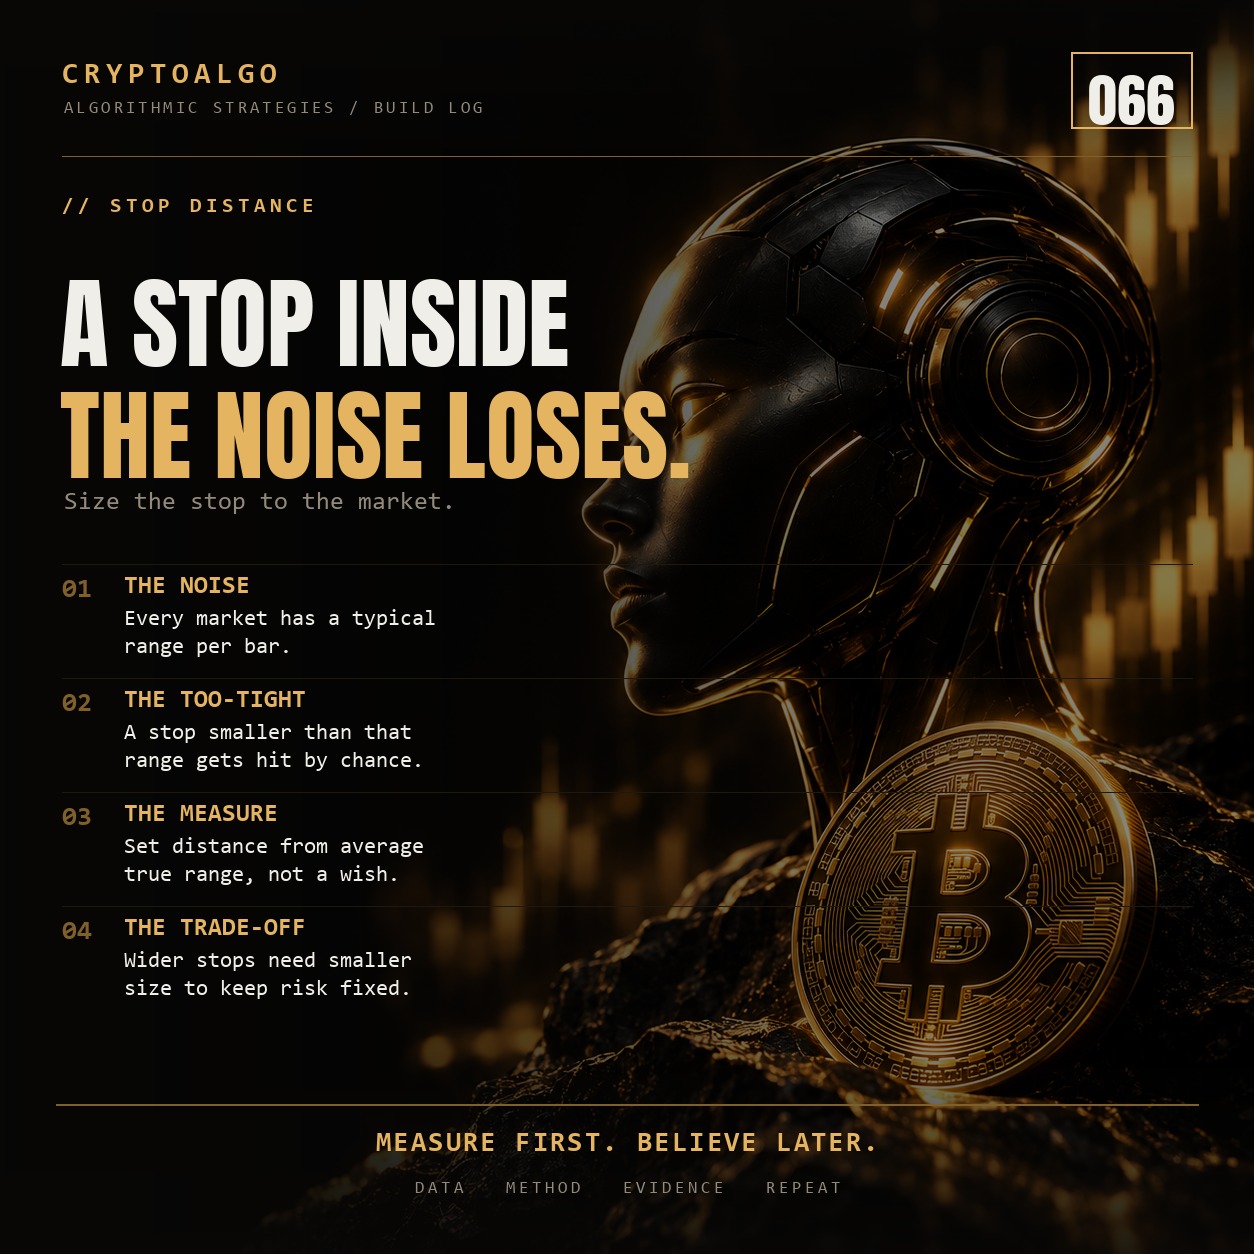 CRYPTOALGO
ALGORITHMIC STRATEGIES / BUILD LOG
066
// STOP DISTANCE
A STOP INSIDE
THE NOISE LOSES.
Size the stop to the market.
01 THE NOISE
Every market has a typical
range per bar.
02 THE TOO-TIGHT
A stop smaller than that
range gets hit by chance.
03 THE MEASURE
Set distance from average
true range, not a wish.
04 THE TRADE-OFF
Wider stops need smaller
size to keep risk fixed.
MEASURE FIRST. BELIEVE LATER.
DATA METHOD EVIDENCE REPEAT